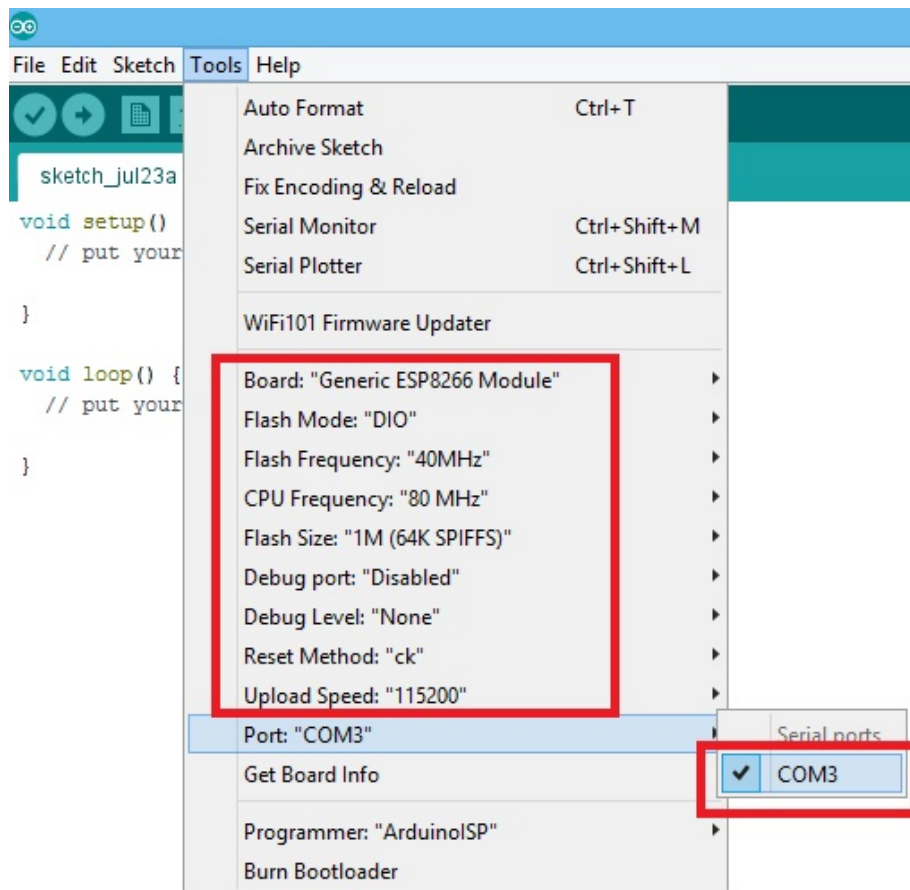 File Edit Sketch Tools Help
Auto Format Ctrl+T
Archive Sketch
sketch_jul23a
Fix Encoding & Reload
void setup()
Serial Monitor Ctrl+Shift+M
// put your
Serial Plotter Ctrl+Shift+L
}
WiFi101 Firmware Updater
void loop() {
Board: "Generic ESP8266 Module"
// put your
Flash Mode: "DIO"
Flash Frequency: "40MHz"
}
CPU Frequency: "80 MHz"
Flash Size: "1M (64K SPIFFS)"
Debug port: "Disabled"
Debug Level: "None"
Reset Method: "ck"
Upload Speed: "115200"
Port: "COM3"
Serial ports
Get Board Info
COM3
Programmer: "ArduinoISP"
Burn Bootloader